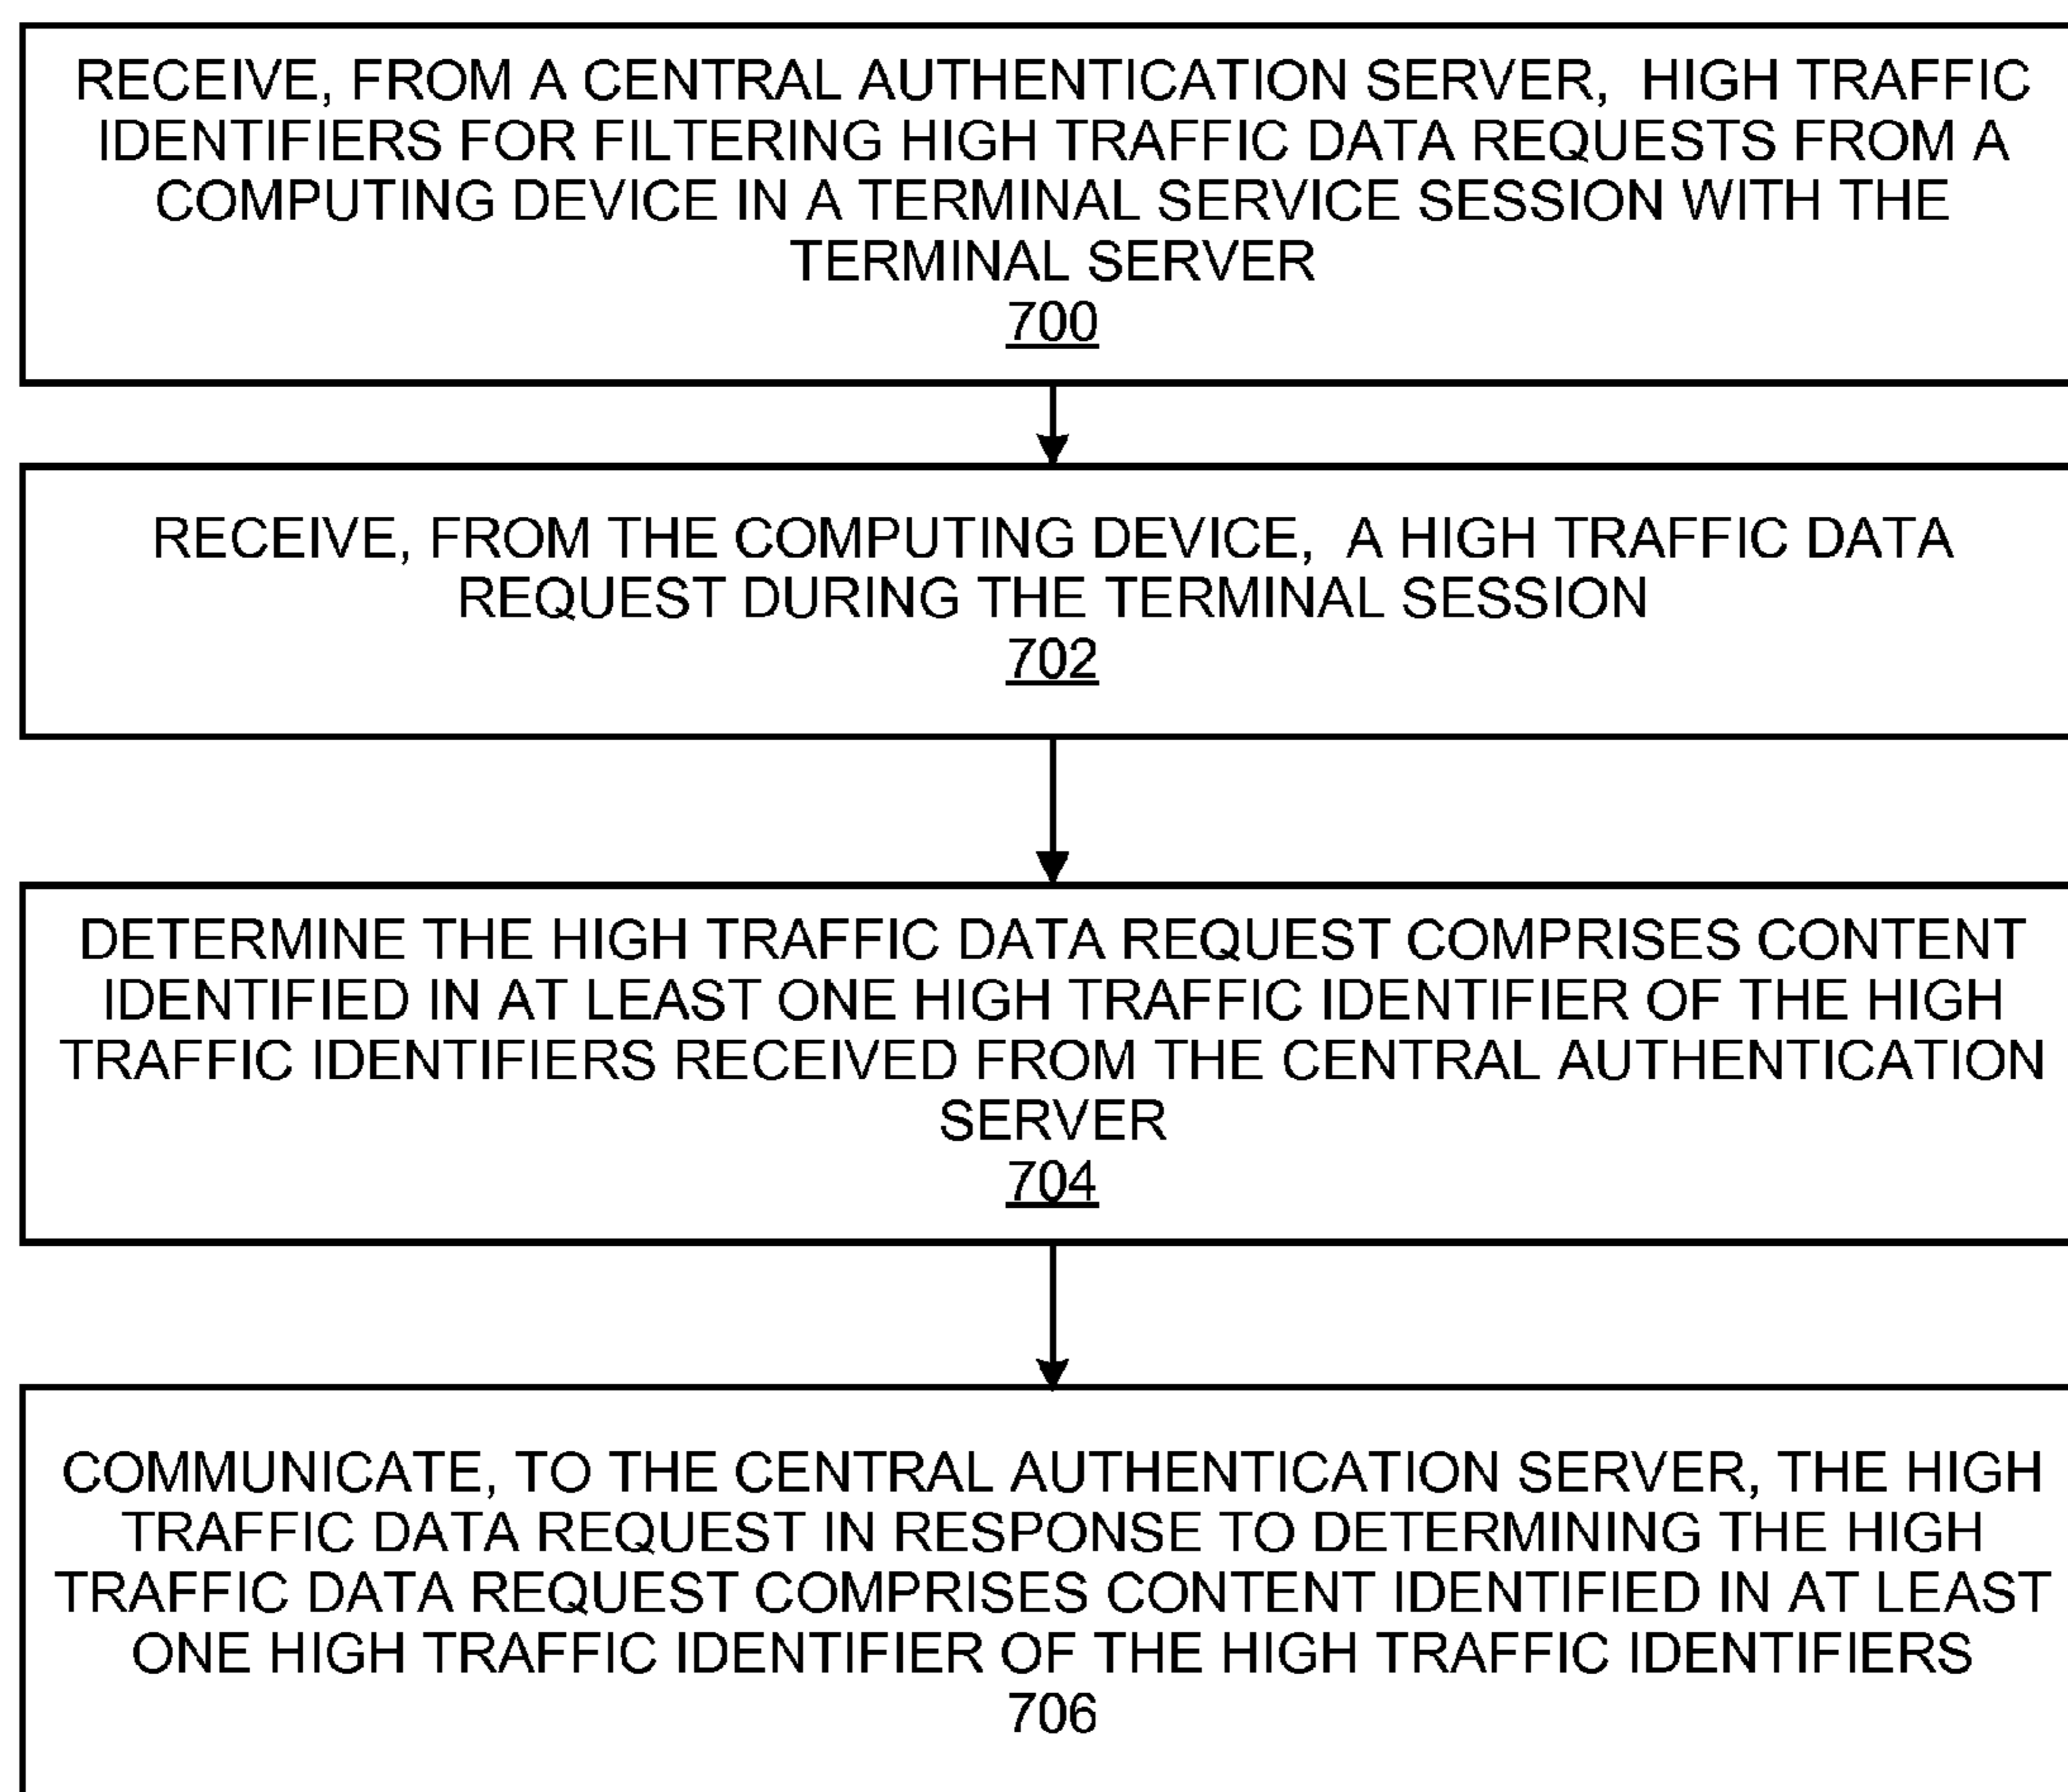 RECEIVE, FROM A CENTRAL AUTHENTICATION SERVER, HIGH TRAFFIC
IDENTIFIERS FOR FILTERING HIGH TRAFFIC DATA REQUESTS FROM A
COMPUTING DEVICE IN A TERMINAL SERVICE SESSION WITH THE
TERMINAL SERVER
700
RECEIVE, FROM THE COMPUTING DEVICE, A HIGH TRAFFIC DATA
REQUEST DURING THE TERMINAL SESSION
702
DETERMINE THE HIGH TRAFFIC DATA REQUEST COMPRISES CONTENT
IDENTIFIED IN AT LEAST ONE HIGH TRAFFIC IDENTIFIER OF THE HIGH
TRAFFIC IDENTIFIERS RECEIVED FROM THE CENTRAL AUTHENTICATION
SERVER
704
COMMUNICATE, TO THE CENTRAL AUTHENTICATION SERVER, THE HIGH
TRAFFIC DATA REQUEST IN RESPONSE TO DETERMINING THE HIGH
TRAFFIC DATA REQUEST COMPRISES CONTENT IDENTIFIED IN AT LEAST
ONE HIGH TRAFFIC IDENTIFIER OF THE HIGH TRAFFIC IDENTIFIERS
706